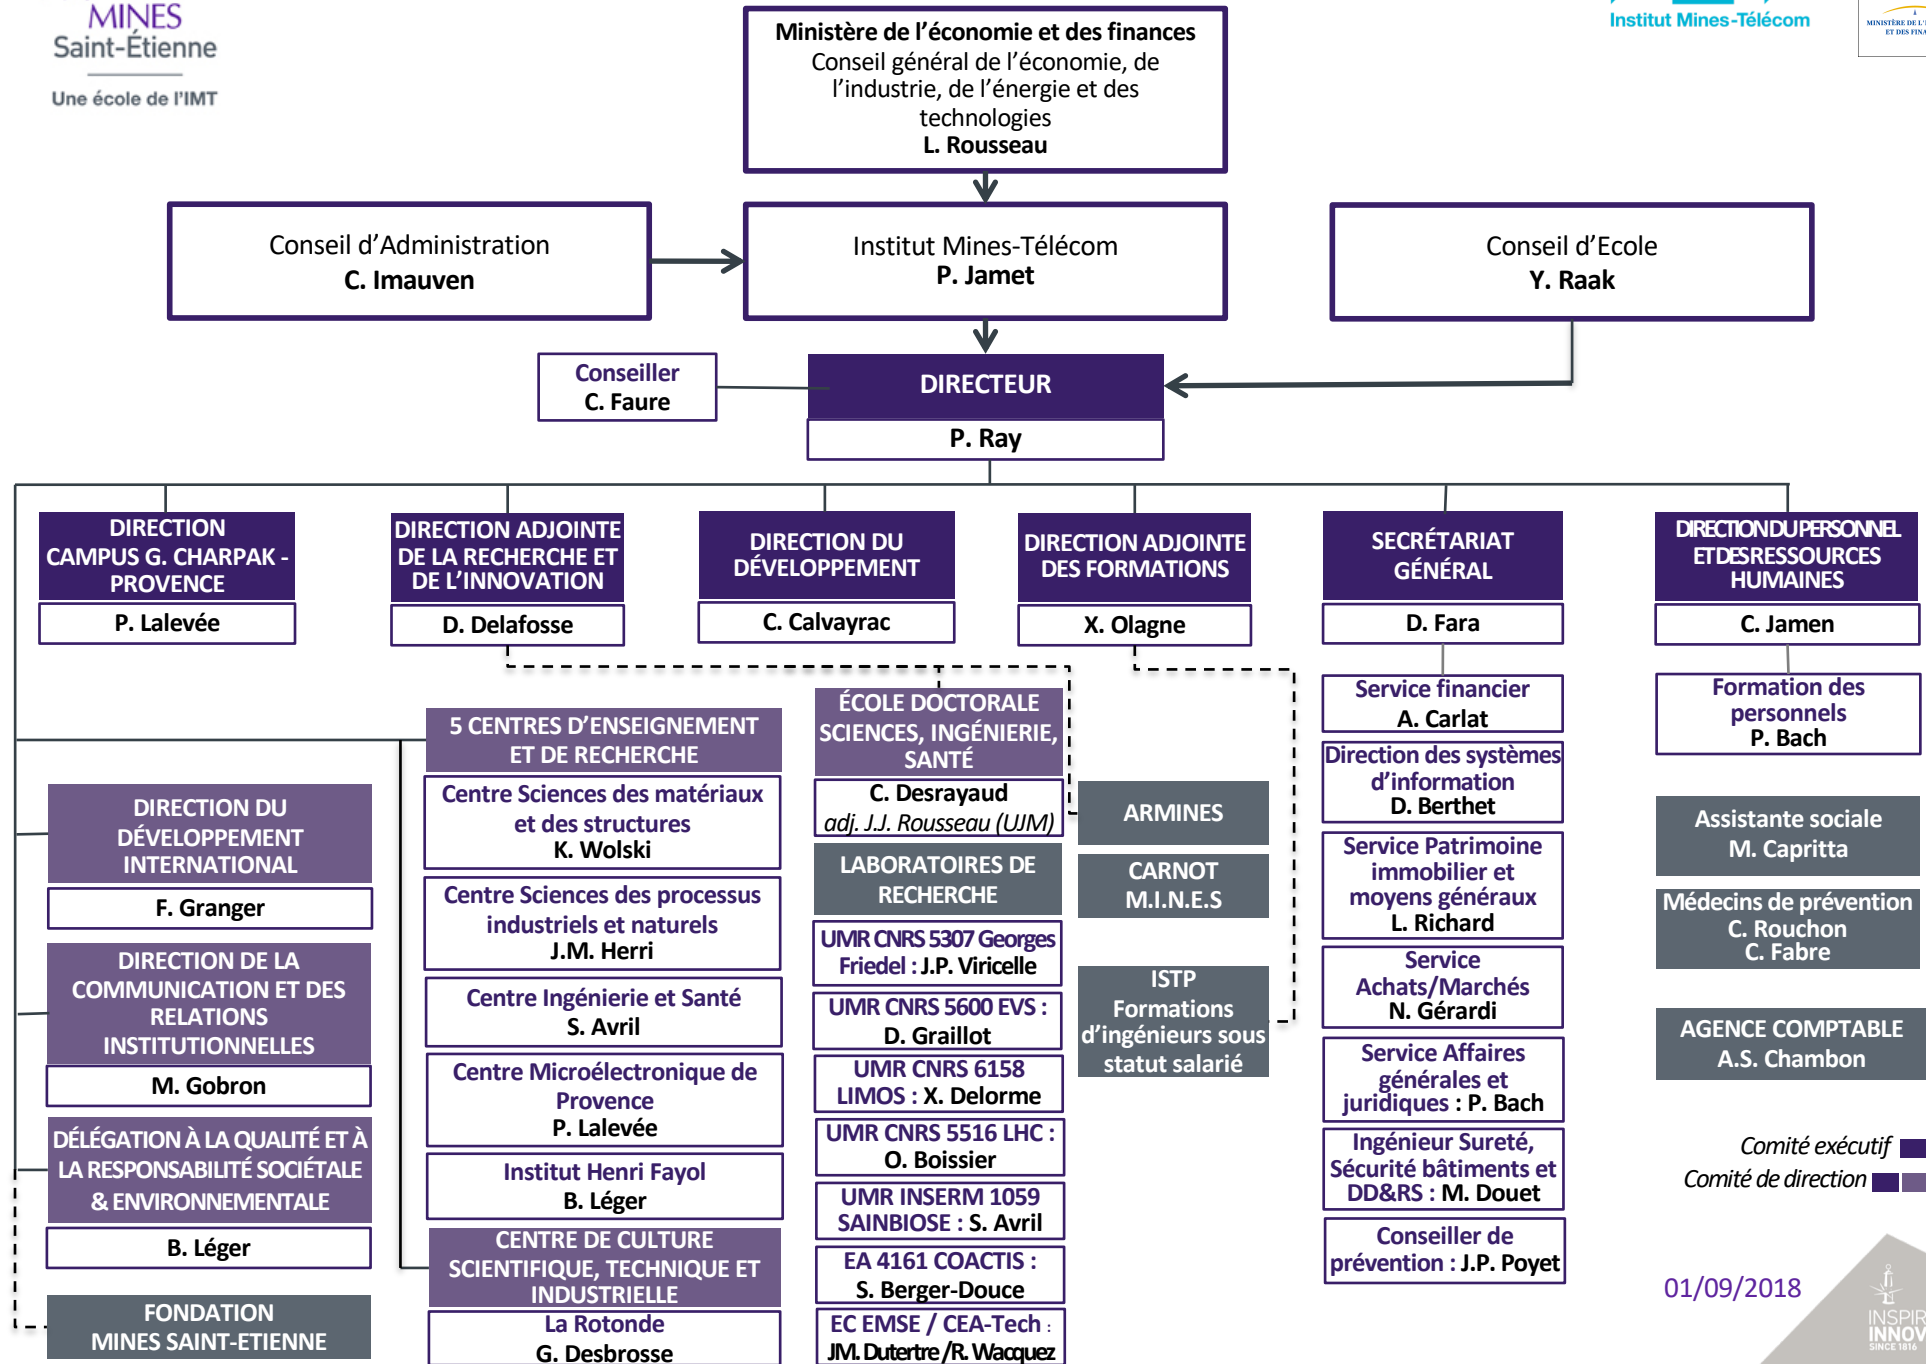 MINES
Saint-Étienne
Une école de l'IMT
Institut Mines-Télécom
MINISTÈRE DE L'
ET DES
Ministère de l'économie et des finances
Conseil général de l'économie, de
l'industrie, de l'énergie et des
technologies
L. Rousseau
Conseil d'Administration
C. Imauven
Institut Mines-Télécom
P. Jamet
Conseil d'Ecole
Y. Raak
Conseiller
C. Faure
DIRECTEUR
P. Ray
DIRECTION
CAMPUS G. CHARPAK -
PROVENCE
P. Lalevée
DIRECTION ADJOINTE
DE LA RECHERCHE ET
DE L'INNOVATION
D. Delafosse
DIRECTION DU
DÉVELOPPEMENT
C. Calvayrac
DIRECTION ADJOINTE
DES FORMATIONS
X. Olagne
SECRÉTARIAT
GÉNÉRAL
D. Fara
DIRECTION DU PERSONNEL
ET DES RESSOURCES
HUMAINES
C. Jamen
DIRECTION DU
DÉVELOPPEMENT
INTERNATIONAL
F. Granger
DIRECTION DE LA
COMMUNICATION ET DES
RELATIONS
INSTITUTIONNELLES
M. Gobron
DÉLÉGATION À LA QUALITÉ ET À
LA RESPONSABILITÉ SOCIÉTALE
& ENVIRONNEMENTALE
B. Léger
FONDATION
MINES SAINT-ETIENNE
5 CENTRES D'ENSEIGNEMENT
ET DE RECHERCHE
Centre Sciences des matériaux
et des structures
K. Wolski
Centre Sciences des processus
industriels et naturels
J.M. Herri
Centre Ingénierie et Santé
S. Avril
Centre Microélectronique de
Provence
P. Lalevée
Institut Henri Fayol
B. Léger
CENTRE DE CULTURE
SCIENTIFIQUE, TECHNIQUE ET
INDUSTRIELLE
La Rotonde
G. Desbrosse
ÉCOLE DOCTORALE
SCIENCES, INGÉNIERIE,
SANTÉ
C. Desrayaud
adj. J.J. Rousseau (UJM)
LABORATOIRES DE
RECHERCHE
UMR CNRS 5307 Georges
Friedel : J.P. Viricelle
UMR CNRS 5600 EVS :
D. Graillot
UMR CNRS 6158
LIMOS : X. Delorme
UMR CNRS 5516 LHC :
O. Boissier
UMR INSERM 1059
SAINBIOSE : S. Avril
EA 4161 COACTIS :
S. Berger-Douce
EC EMSE / CEA-Tech :
JM. Dutertre /R. Wacquez
ARMINES
CARNOT
M.I.N.E.S
ISTP
Formations
d'ingénieurs sous
statut salarié
Service financier
A. Carlat
Direction des systèmes
d'information
D. Berthet
Service Patrimoine
immobilier et
moyens généraux
L. Richard
Service
Achats/Marchés
N. Gérardi
Service Affaires
générales et
juridiques : P. Bach
Ingénieur Sureté,
Sécurité bâtiments et
DD&RS : M. Douet
Conseiller de
prévention : J.P. Poyet
Formation des
personnels
P. Bach
Assistante sociale
M. Capritta
Médecins de prévention
C. Rouchon
C. Fabre
AGENCE COMPTABLE
A.S. Chambon
Comité exécutif
Comité de direction
01/09/2018
INSPIR
INNOV
SINCE 1816